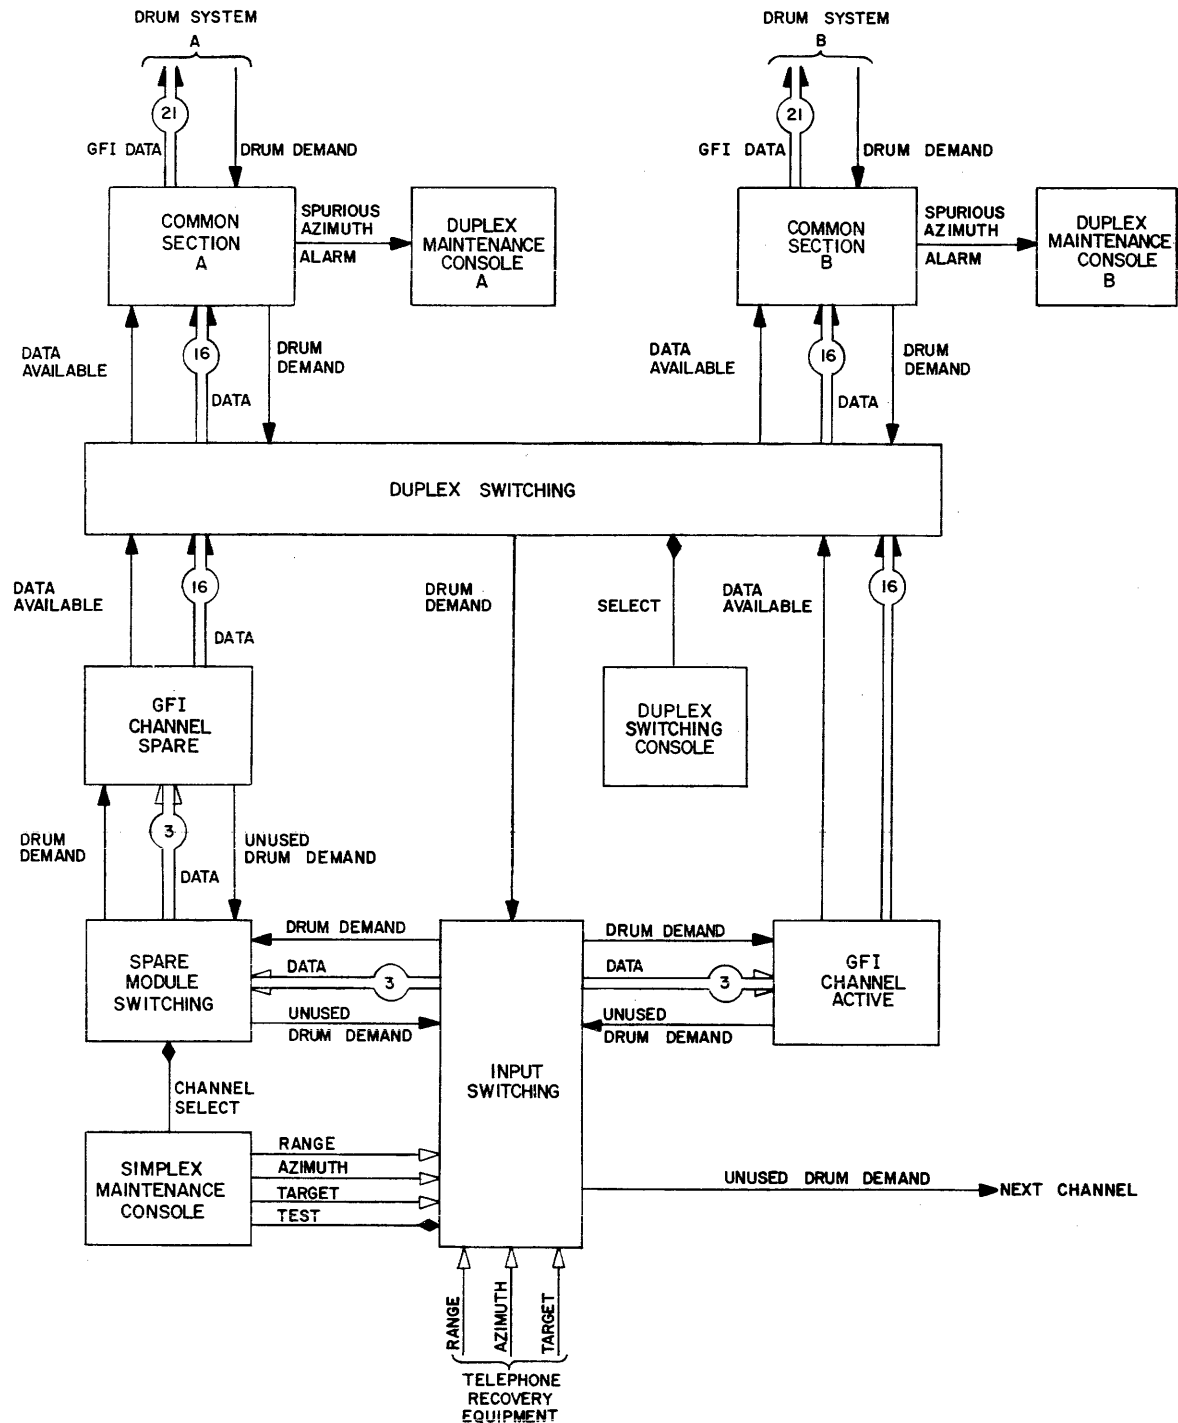 DRUM SYSTEM
A
DRUM SYSTEM
B
21
GFI DATA
DRUM DEMAND
21
GFI DATA
DRUM DEMAND
COMMON
SECTION
A
SPURIOUS
AZIMUTH
ALARM
DUPLEX
MAINTENANCE
CONSOLE
A
COMMON
SECTION
B
SPURIOUS
AZIMUTH
ALARM
DUPLEX
MAINTENANCE
CONSOLE
B
DATA
AVAILABLE
16
DATA
DRUM
DEMAND
DATA
AVAILABLE
16
DATA
DRUM
DEMAND
DUPLEX SWITCHING
DATA
AVAILABLE
16
DATA
DRUM
DEMAND
SELECT
DATA
AVAILABLE
16
GFI
CHANNEL
SPARE
DUPLEX
SWITCHING
CONSOLE
DRUM
DEMAND
3
DATA
UNUSED
DRUM DEMAND
SPARE
MODULE
SWITCHING
DRUM DEMAND
DATA
3
UNUSED
DRUM DEMAND
INPUT
SWITCHING
DRUM DEMAND
DATA
3
UNUSED
DRUM DEMAND
GFI
CHANNEL
ACTIVE
CHANNEL
SELECT
SIMPLEX
MAINTENANCE
CONSOLE
RANGE
AZIMUTH
TARGET
TEST
UNUSED DRUM DEMAND
NEXT CHANNEL
RANGE
AZIMUTH
TARGET
TELEPHONE
RECOVERY
EQUIPMENT